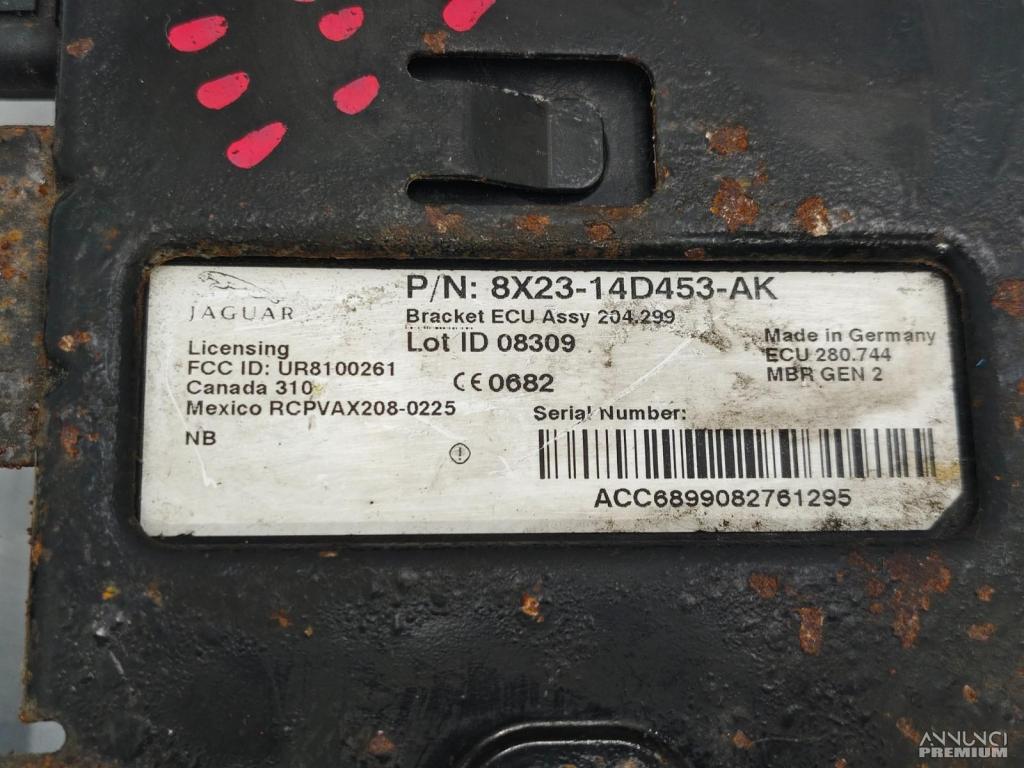 JAGUAR
P/N: 8X23-14D453-AK
Bracket ECU Assy 204.299
Lot ID 08309
Licensing
FCC ID: UR8100261
Canada 310
Mexico RCPVAX208-0225
NB
CE 0682
Made in Germany
ECU 280.744
MBR GEN 2
Serial Number:
ACC6899082761295
ANNUNCI
PREMIUM